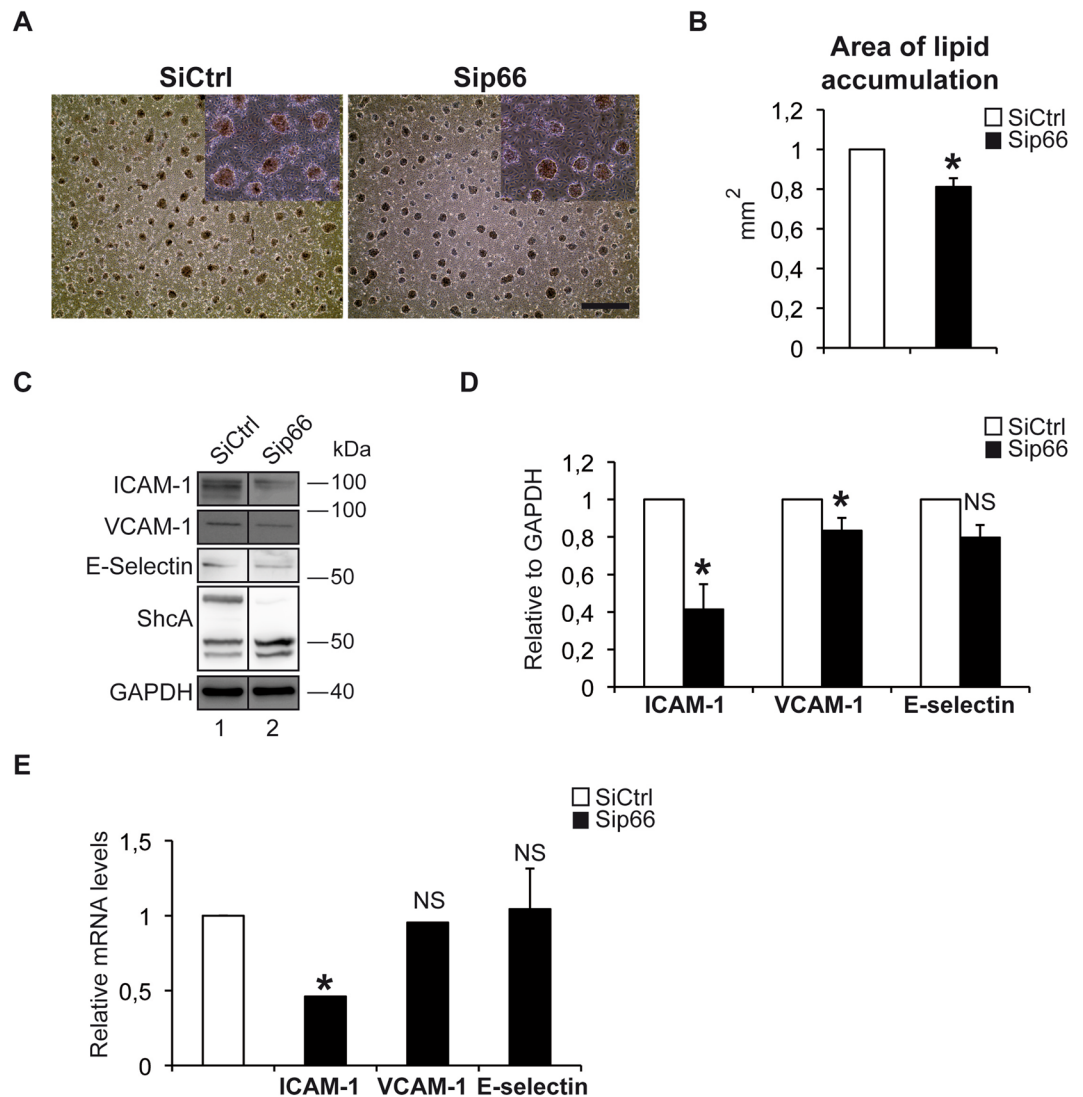 A
SiCtrl
Sip66
B
Area of lipid
accumulation
SiCtrl
Sip66
mm2
1,2
1
0,8
0,6
0,4
0,2
0
*
C
SiCtrl
Sip66
kDa
ICAM-1
100
100
VCAM-1
E-Selectin
50
ShcA
50
GAPDH
40
1 2
D
SiCtrl
Sip66
Relative to GAPDH
1,2
1
0,8
0,6
0,4
0,2
0
*
*
NS
ICAM-1 VCAM-1 E-selectin
E
SiCtrl
Sip66
Relative mRNA levels
1,5
1
0,5
0
*
NS
NS
ICAM-1 VCAM-1 E-selectin